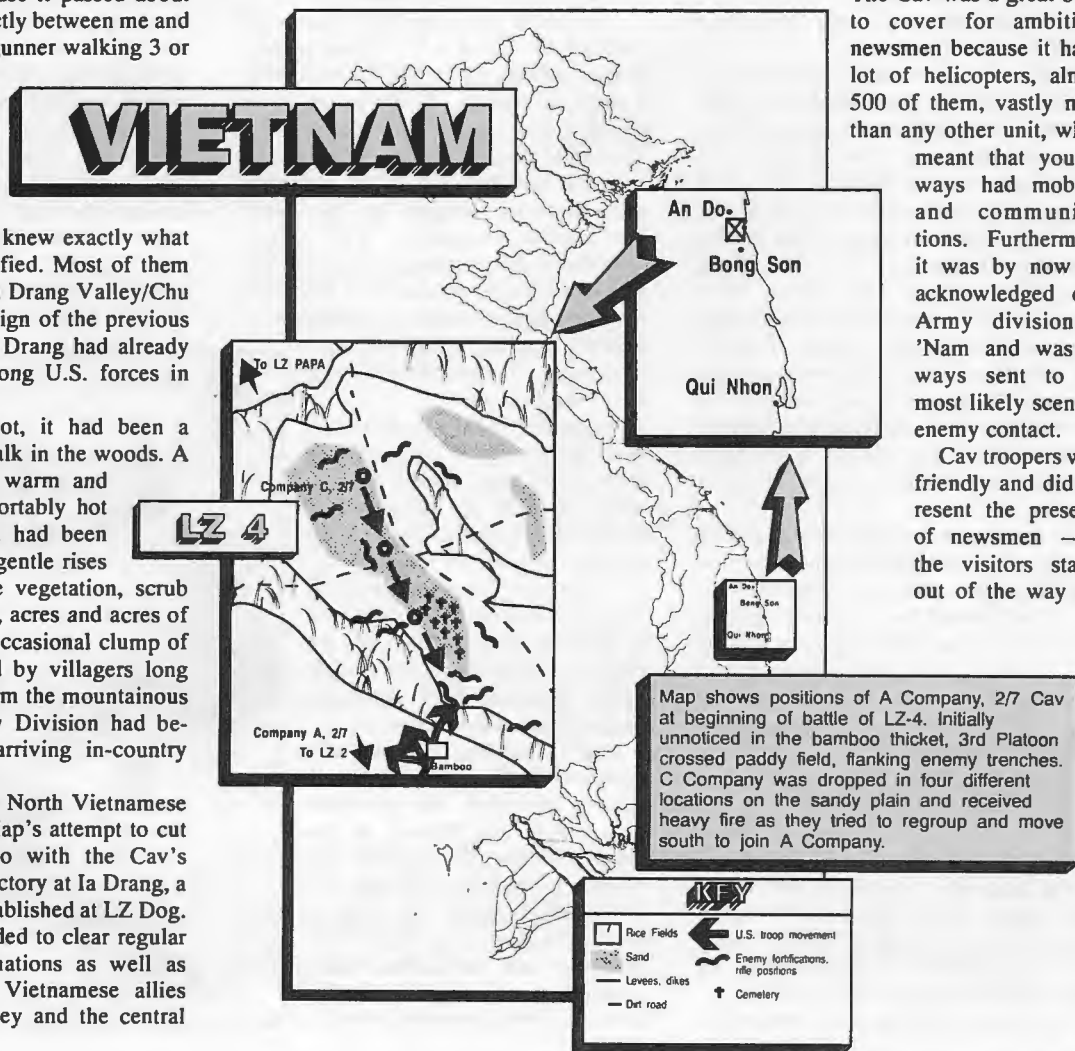 ctly between me and
unner walking 3 or
knew exactly what
fied. Most of them
Drang Valley/Chu
ign of the previous
Drang had already
ong U.S. forces in
ot, it had been a
alk in the woods. A
warm and
portably hot
had been
gentle rises
e vegetation, scrub
, acres and acres of
occasional clump of
d by villagers long
om the mountainous
y Division had be-
arriving in-country
North Vietnamese
iap's attempt to cut
o with the Cav's
ctory at Ia Drang, a
ablished at LZ Dog.
ded to clear regular
nations as well as
Vietnamese allies
ey and the central
VIETNAM
An Do
Bong Son
Qui Nhon
LZ 4
To LZ PAPA
Company C, 2/7
Company A, 2/7
To LZ 2
Bamboo
An Do
Bong Son
Qui Nhon
to cover for ambiti
newsmen because it ha
lot of helicopters, alm
500 of them, vastly m
than any other unit, wh
meant that you
ways had mobi
and communi
tions. Furtherm
it was by now
acknowledged e
Army division
'Nam and was
ways sent to
most likely scen
enemy contact.
Cav troopers w
friendly and did
resent the prese
of newsmen —
the visitors sta
out of the way
Map shows positions of A Company, 2/7 Cav
at beginning of battle of LZ-4. Initially
unnoticed in the bamboo thicket, 3rd Platoon
crossed paddy field, flanking enemy trenches.
C Company was dropped in four different
locations on the sandy plain and received
heavy fire as they tried to regroup and move
south to join A Company.
KEY
Rice Fields
Sand
Levees, dikes
Dirt road
U.S. troop movement
Enemy fortifications,
rifle positions
Cemetery